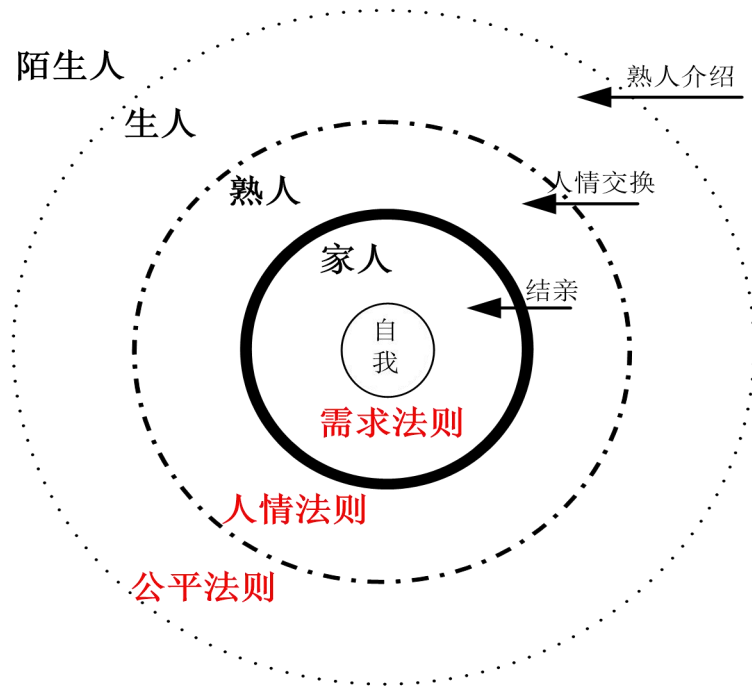 陌生人
熟人介绍
生人
人情交换
熟人
家人
结亲
自
我
需求法则
人情法则
公平法则